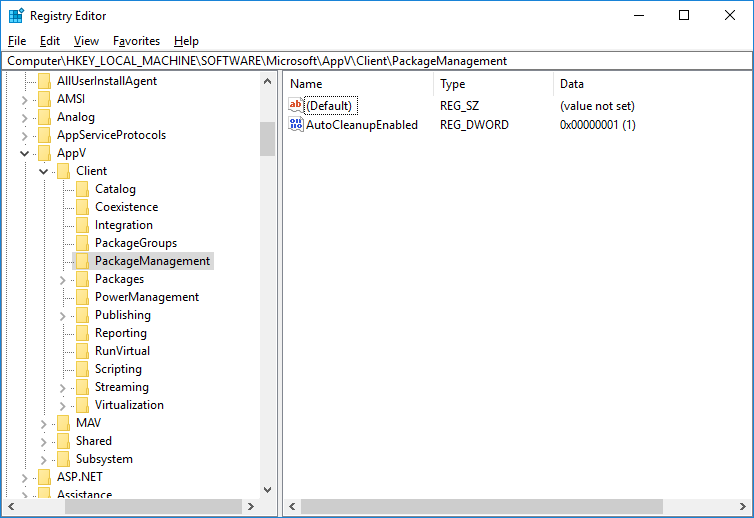 Registry Editor
File Edit View Favorites Help
Computer\HKEY_LOCAL_MACHINE\SOFTWARE\Microsoft\AppV\Client\PackageManagement
AllUserInstallAgent
AMSI
Analog
AppServiceProtocols
AppV
Client
Catalog
Coexistence
Integration
PackageGroups
PackageManagement
Packages
PowerManagement
Publishing
Reporting
RunVirtual
Scripting
Streaming
Virtualization
MAV
Shared
Subsystem
ASP.NET
Assistance
Name Type Data
ab (Default) REG_SZ (value not set)
AutoCleanupEnabled REG_DWORD 0x00000001 (1)